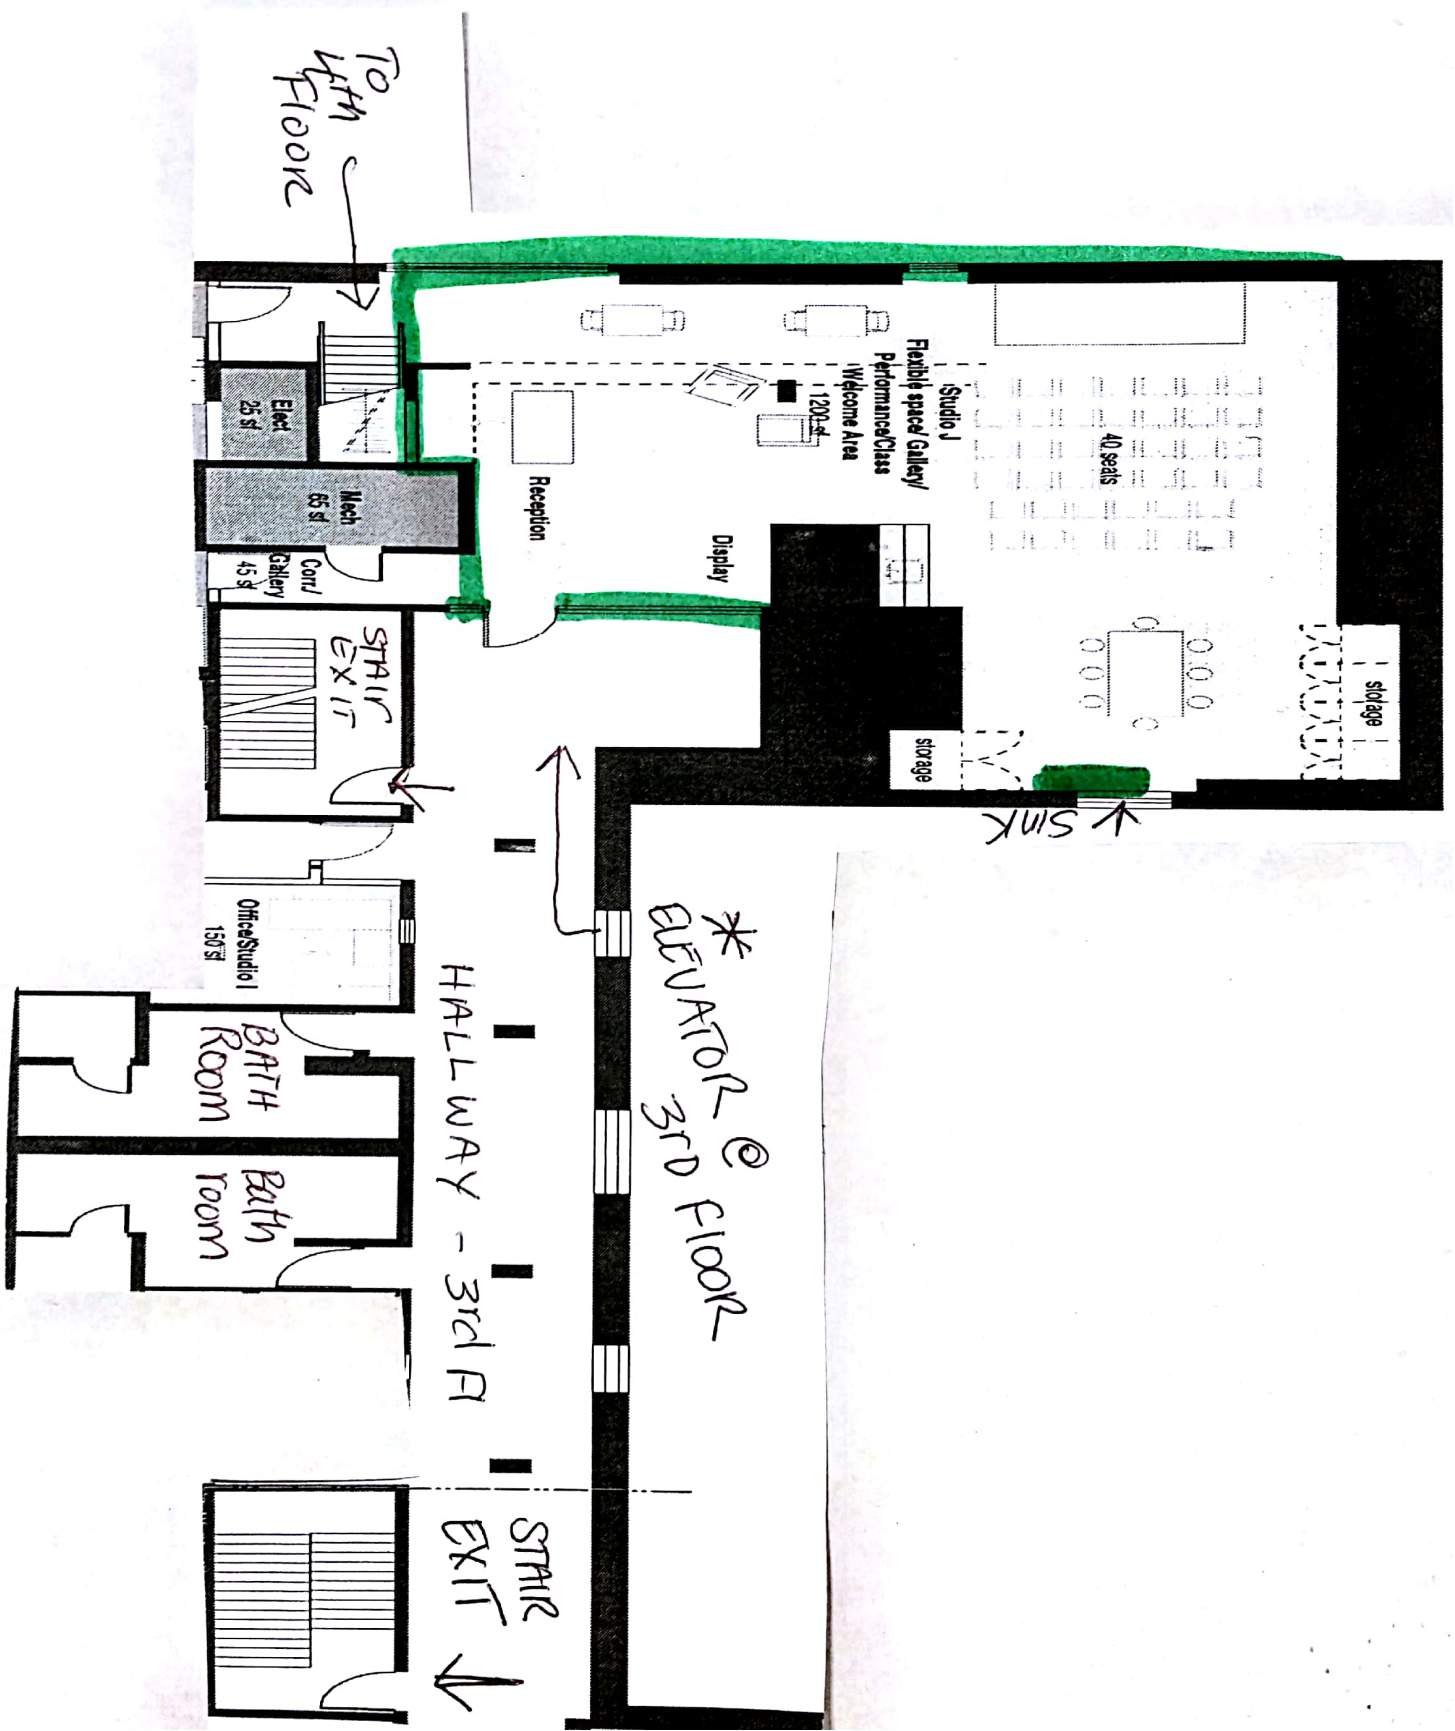 To
4th
Floor
storage
Studio J
Flexible space/ Gallery/
Performance/Class
Welcome Area
1200 sf
40 seats
Elect
25 sf
Mech
65 sf
Reception
Display
Corr./
Gallery
45 sf
STAIR
EXIT
storage
SINK
Office/Studio I
150 sf
* ELEVATOR @
3rD FlOOR
HALLWAY - 3rd Fl
BATH
Room
Bath
room
STAIR
EXIT